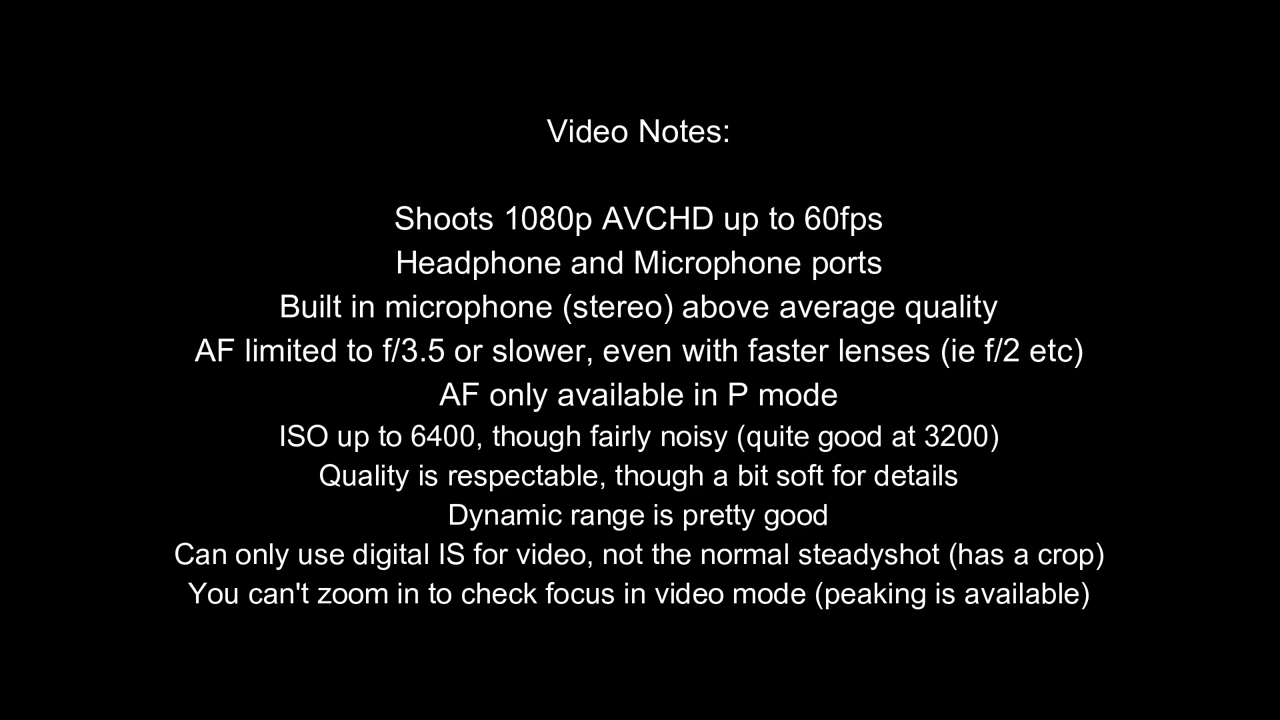 Video Notes:
Shoots 1080p AVCHD up to 60fps
Headphone and Microphone ports
Built in microphone (stereo) above average quality
AF limited to f/3.5 or slower, even with faster lenses (ie f/2 etc)
AF only available in P mode
ISO up to 6400, though fairly noisy (quite good at 3200)
Quality is respectable, though a bit soft for details
Dynamic range is pretty good
Can only use digital IS for video, not the normal steadyshot (has a crop)
You can't zoom in to check focus in video mode (peaking is available)